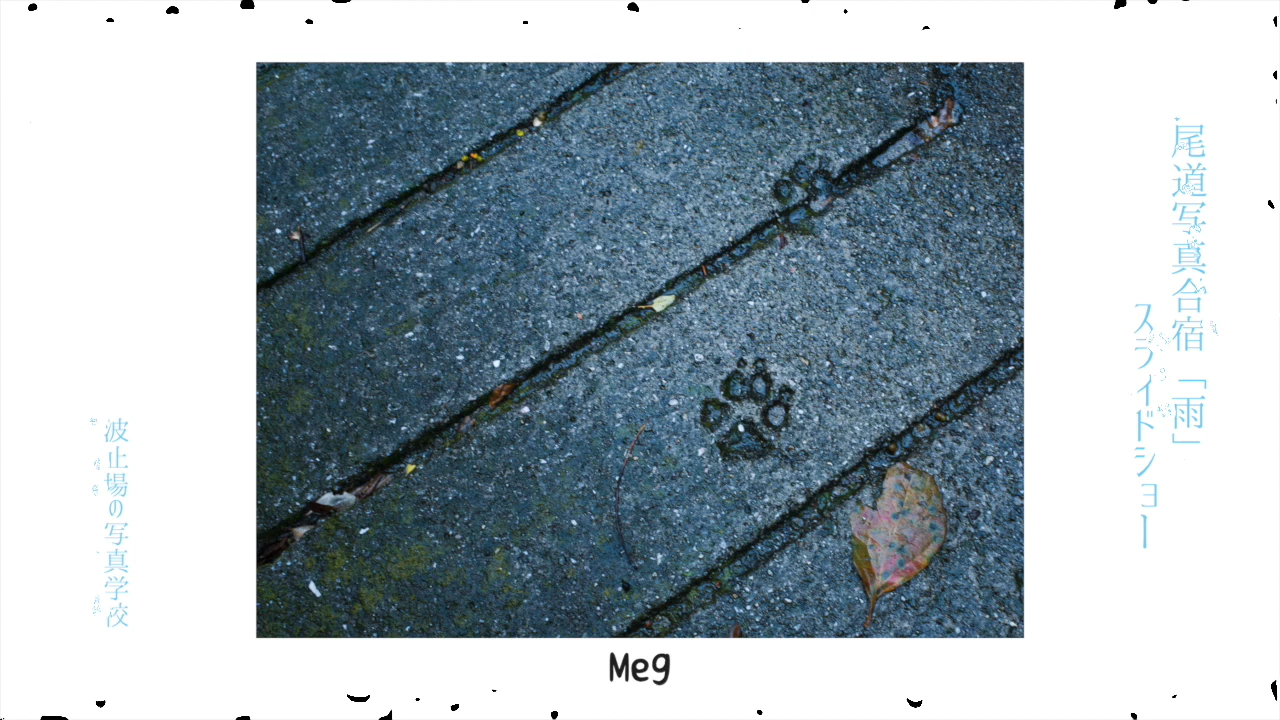 尾道写真合宿「雨」
スライドショー
波止場の写真学校
Meg